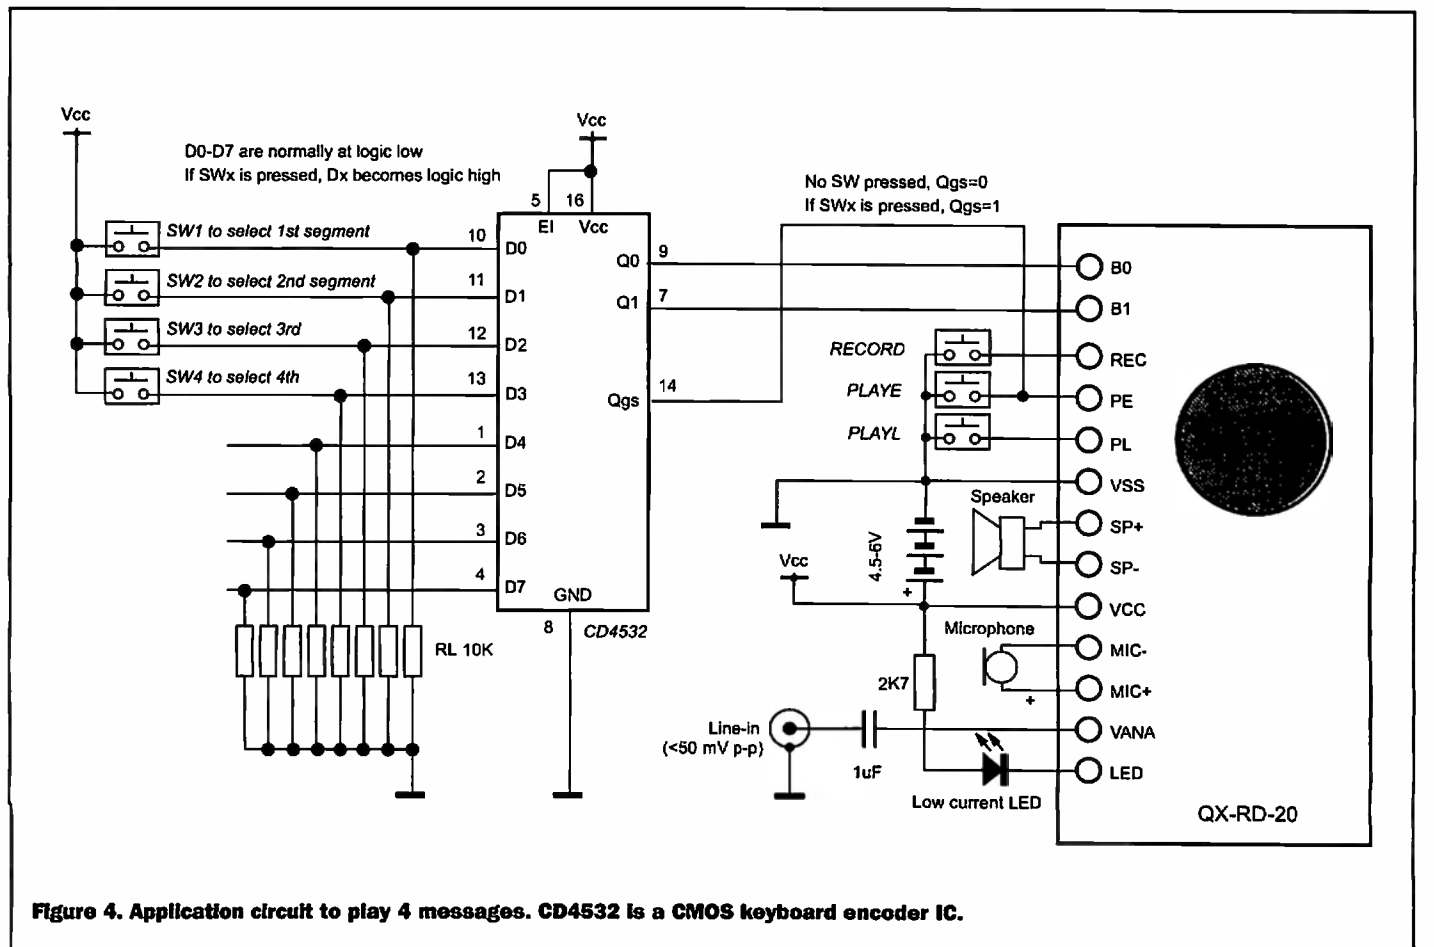 Vcc
D0-D7 are normally at logic low
If SWx is pressed, Dx becomes logic high
SW1 to select 1st segment
SW2 to select 2nd segment
SW3 to select 3rd
SW4 to select 4th
Vcc
5
16
EI
Vcc
10
D0
11
D1
12
D2
13
D3
1
D4
2
D5
3
D6
4
D7
GND
8
CD4532
RL 10K
Q0
9
Q1
7
Qgs
14
No SW pressed, Qgs=0
If SWx is pressed, Qgs=1
RECORD
PLAYE
PLAYL
4.5-6V
+
Speaker
Vcc
Microphone
+
2K7
Line-in
(<50 mV p-p)
1uF
Low current LED
B0
B1
REC
PE
PL
VSS
SP+
SP-
VCC
MIC-
MIC+
VANA
LED
QX-RD-20
Figure 4. Application circuit to play 4 messages. CD4532 is a CMOS keyboard encoder IC.